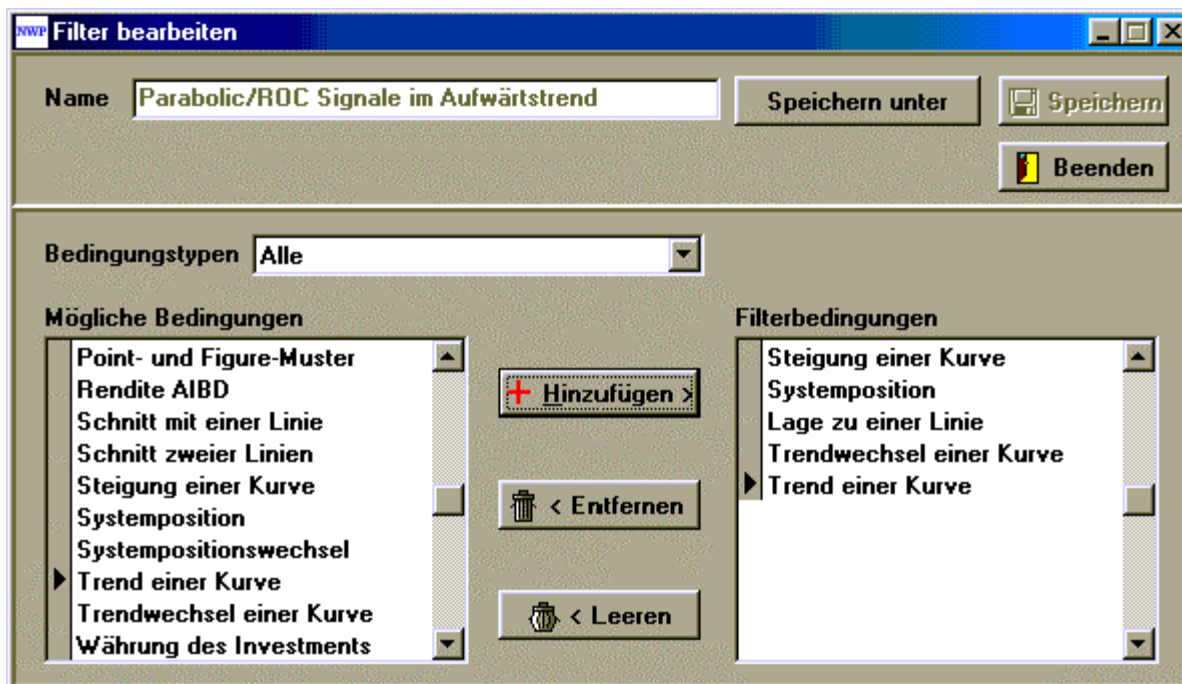 NWP Filter bearbeiten
Name Parabolic/ROC Signale im Aufwärtstrend Speichern unter Speichern
Beenden
Bedingungstypen Alle
Mögliche Bedingungen
Point- und Figure-Muster
Rendite AIBD
Schnitt mit einer Linie
Schnitt zweier Linien
Steigung einer Kurve
Systemposition
Systempositionswechsel
Trend einer Kurve
Trendwechsel einer Kurve
Währung des Investments
+ Hinzufügen >
< Entfernen
< Leeren
Filterbedingungen
Steigung einer Kurve
Systemposition
Lage zu einer Linie
Trendwechsel einer Kurve
Trend einer Kurve